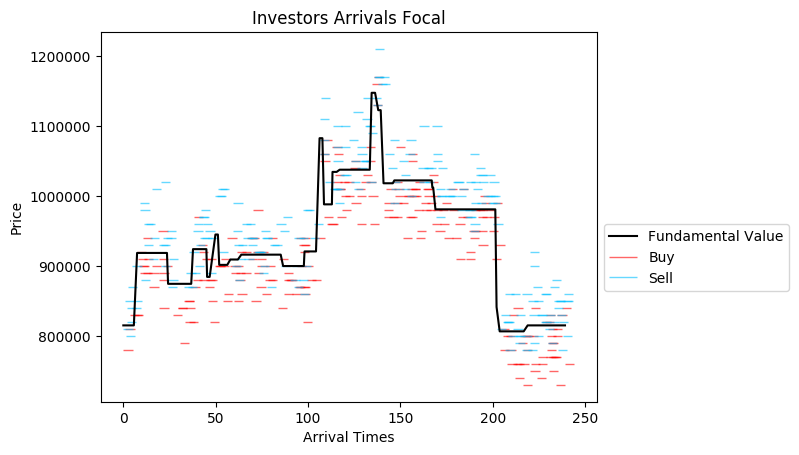 Investors Arrivals Focal
1200000
1100000
1000000
900000
800000
Price
0 50 100 150 200 250
Arrival Times
Fundamental Value
Buy
Sell